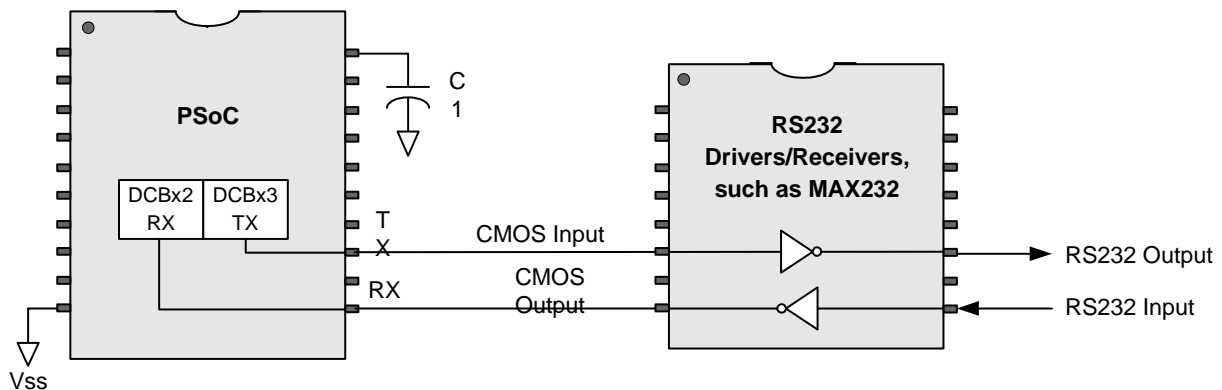 PSoC
C
1
DCBx2
RX
DCBx3
TX
T
X
RX
Vss
CMOS Input
CMOS
Output
RS232
Drivers/Receivers,
such as MAX232
RS232 Output
RS232 Input